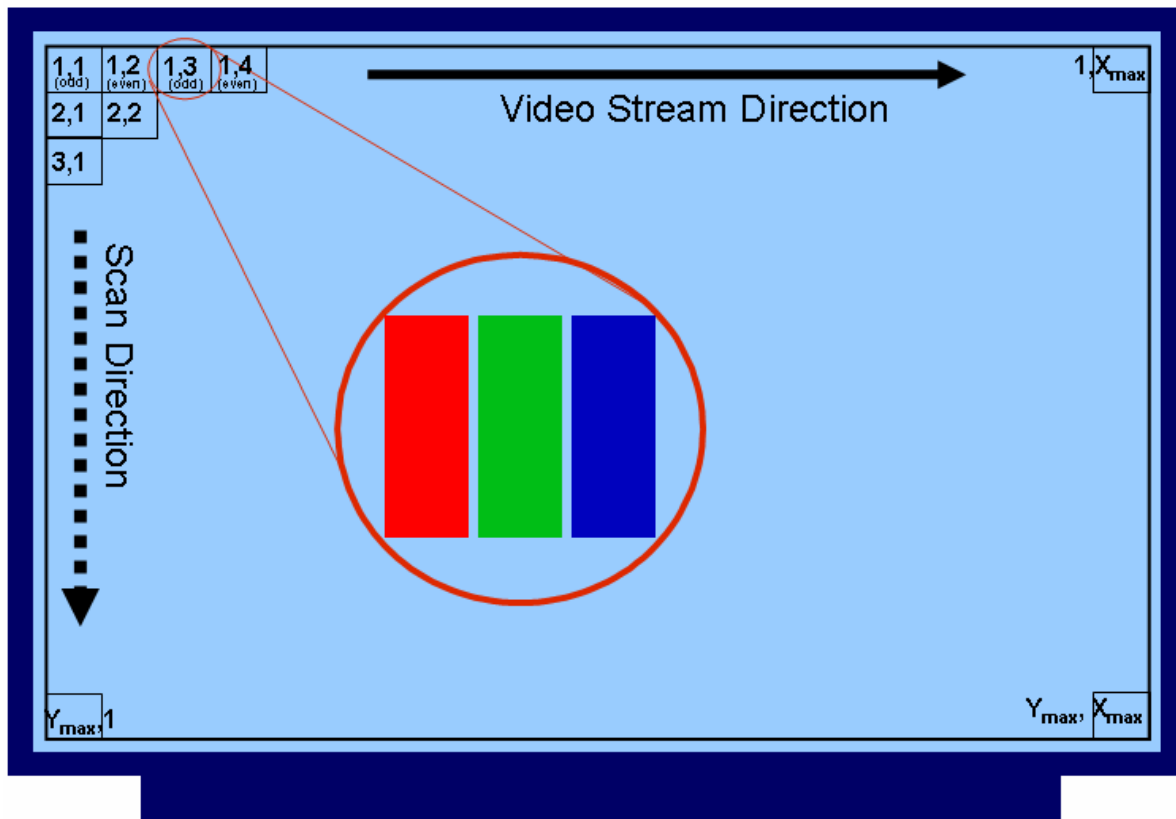 1,1 1,2 1,3 1,4 1,Xmax
(odd) (even) (odd) (even)
Video Stream Direction
2,1 2,2
3,1
Scan Direction
Ymax,1 Ymax, Xmax